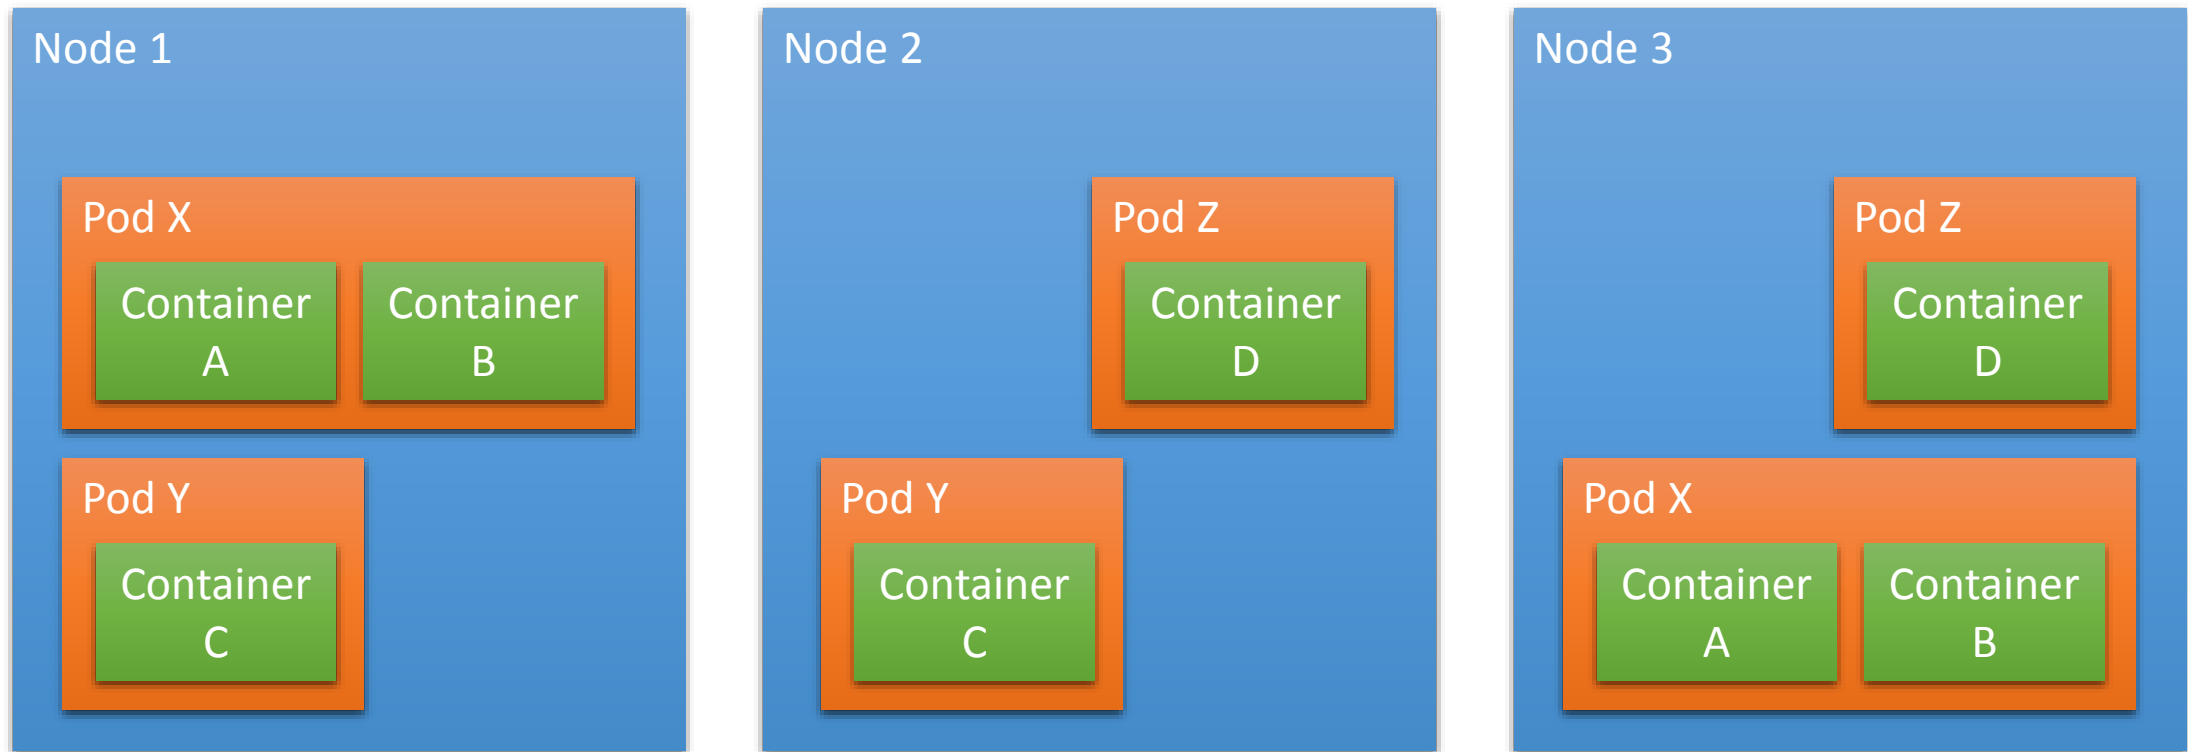 Node 1
Pod X
Container
A
Container
B
Pod Y
Container
C
Node 2
Pod Z
Container
D
Pod Y
Container
C
Node 3
Pod Z
Container
D
Pod X
Container
A
Container
B